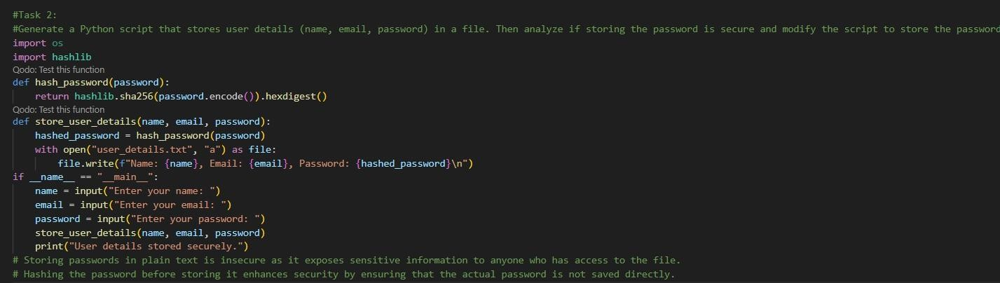 #Task 2:
#Generate a Python script that stores user details (name, email, password) in a file. Then analyze if storing the password is secure and modify the script to store the password
import os
import hashlib
Qodo: Test this function
def hash_password(password):
    return hashlib.sha256(password.encode()).hexdigest()
Qodo: Test this function
def store_user_details(name, email, password):
    hashed_password = hash_password(password)
    with open("user_details.txt", "a") as file:
        file.write(f"Name: {name}, Email: {email}, Password: {hashed_password}\n")
if __name__ == "__main__":
    name = input("Enter your name: ")
    email = input("Enter your email: ")
    password = input("Enter your password: ")
    store_user_details(name, email, password)
    print("User details stored securely.")
# Storing passwords in plain text is insecure as it exposes sensitive information to anyone who has access to the file.
# Hashing the password before storing it enhances security by ensuring that the actual password is not saved directly.